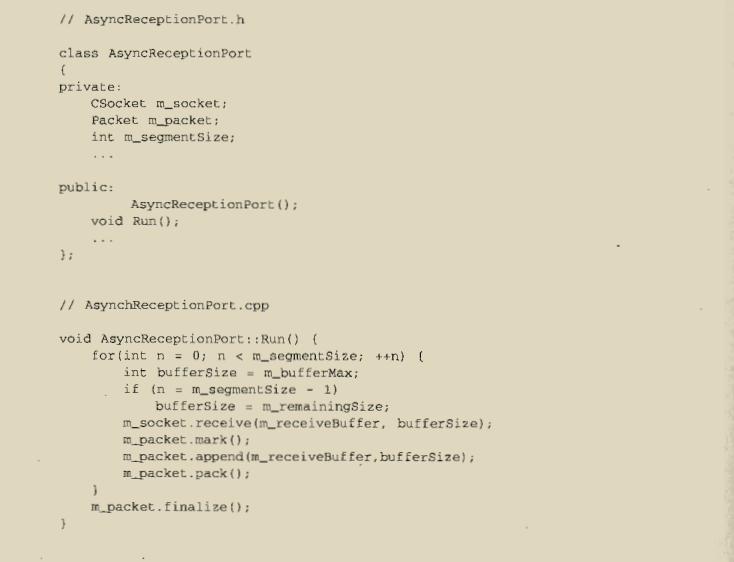 // AsyncReceptionPort.h
class AsyncReceptionPort
{
private:
CSocket m_socket;
Packet m_packet;
int m_segmentSize;
...
public:
AsyncReceptionPort();
void Run();
...
};
// AsynchReceptionPort.cpp
void AsyncReceptionPort::Run() {
for(int n = 0; n < m_segmentSize; ++n) {
int bufferSize = m_bufferMax;
if (n = m_segmentSize - 1)
bufferSize = m_remainingSize;
m_socket.receive(m_receiveBuffer, bufferSize);
m_packet.mark();
m_packet.append(m_receiveBuffer,bufferSize);
m_packet.pack();
}
m_packet.finalize();
}